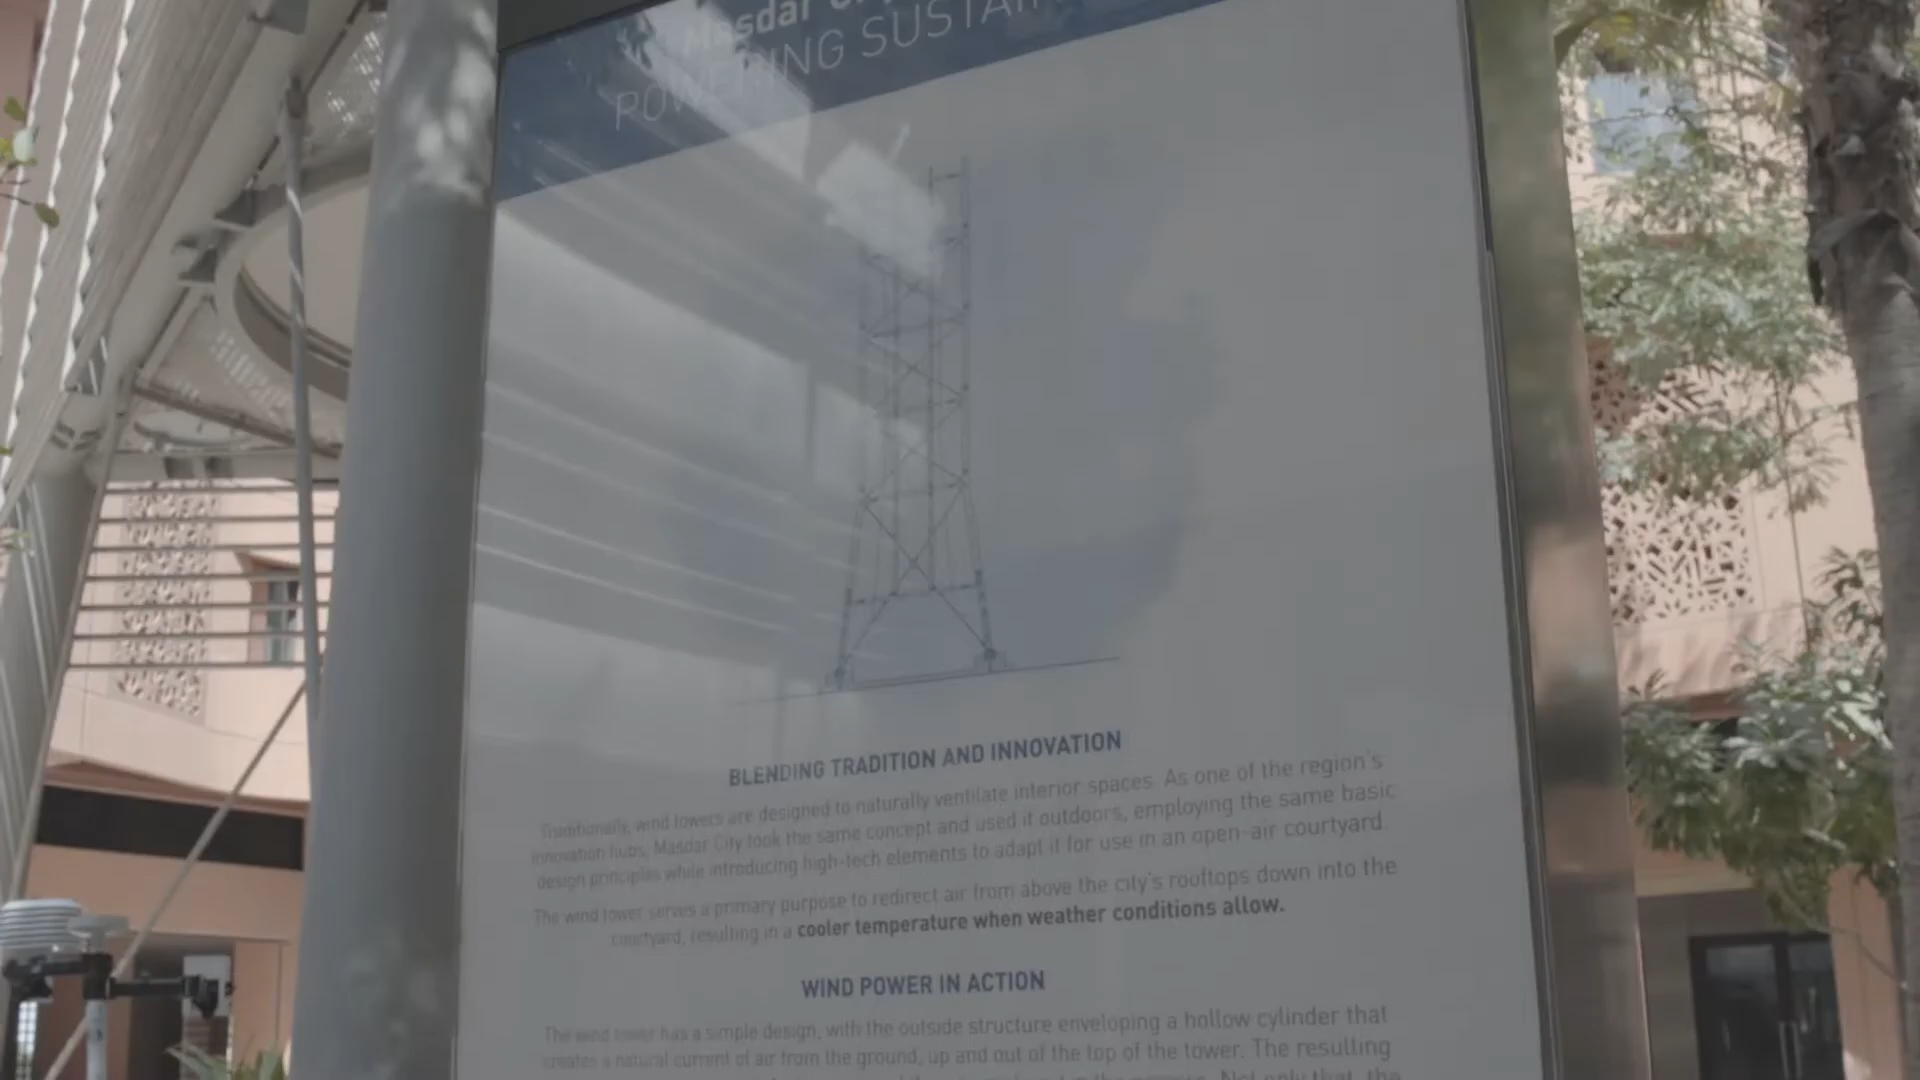 Masdar
POWERING
BLENDING TRADITION AND INNOVATION
Traditionally, wind towers are designed to naturally ventilate interior spaces. As one of the region's
innovation hubs, Masdar City took the same concept and used it outdoors, employing the same basic
design principles while introducing high-tech elements to adapt it for use in an open-air courtyard.
The wind tower serves a primary purpose to redirect air from above the city's rooftops down into the
courtyard, resulting in a cooler temperature when weather conditions allow.
WIND POWER IN ACTION
The wind tower has a simple design, with the outside structure enveloping a hollow cylinder that
creates a natural current of air from the ground, up and out of the top of the tower. The resulting
Not only that, the